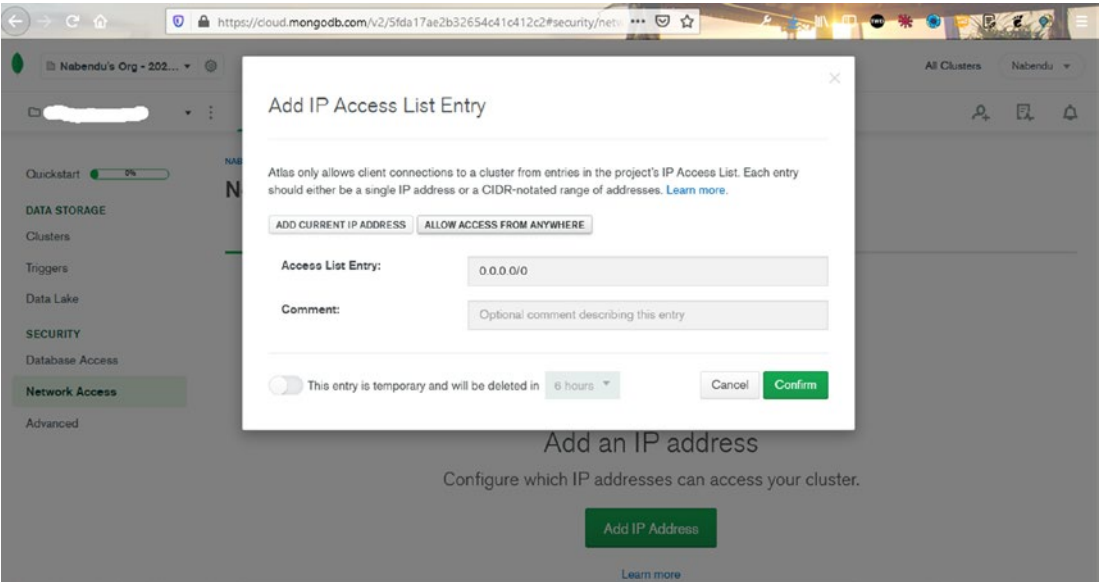 https://cloud.mongodb.com/v2/5fda17ae2b32654c41c412c2#security/netw
Nabendu's Org - 202...
All Clusters
Nabendu
Add IP Access List Entry
Atlas only allows client connections to a cluster from entries in the project's IP Access List. Each entry
should either be a single IP address or a CIDR-notated range of addresses. Learn more.
ADD CURRENT IP ADDRESS
ALLOW ACCESS FROM ANYWHERE
Access List Entry:
0.0.0.0/0
Comment:
Optional comment describing this entry
This entry is temporary and will be deleted in
6 hours
Cancel
Confirm
Quickstart
0%
DATA STORAGE
Clusters
Triggers
Data Lake
SECURITY
Database Access
Network Access
Advanced
NAB
N
Add an IP address
Configure which IP addresses can access your cluster.
Add IP Address
Learn more